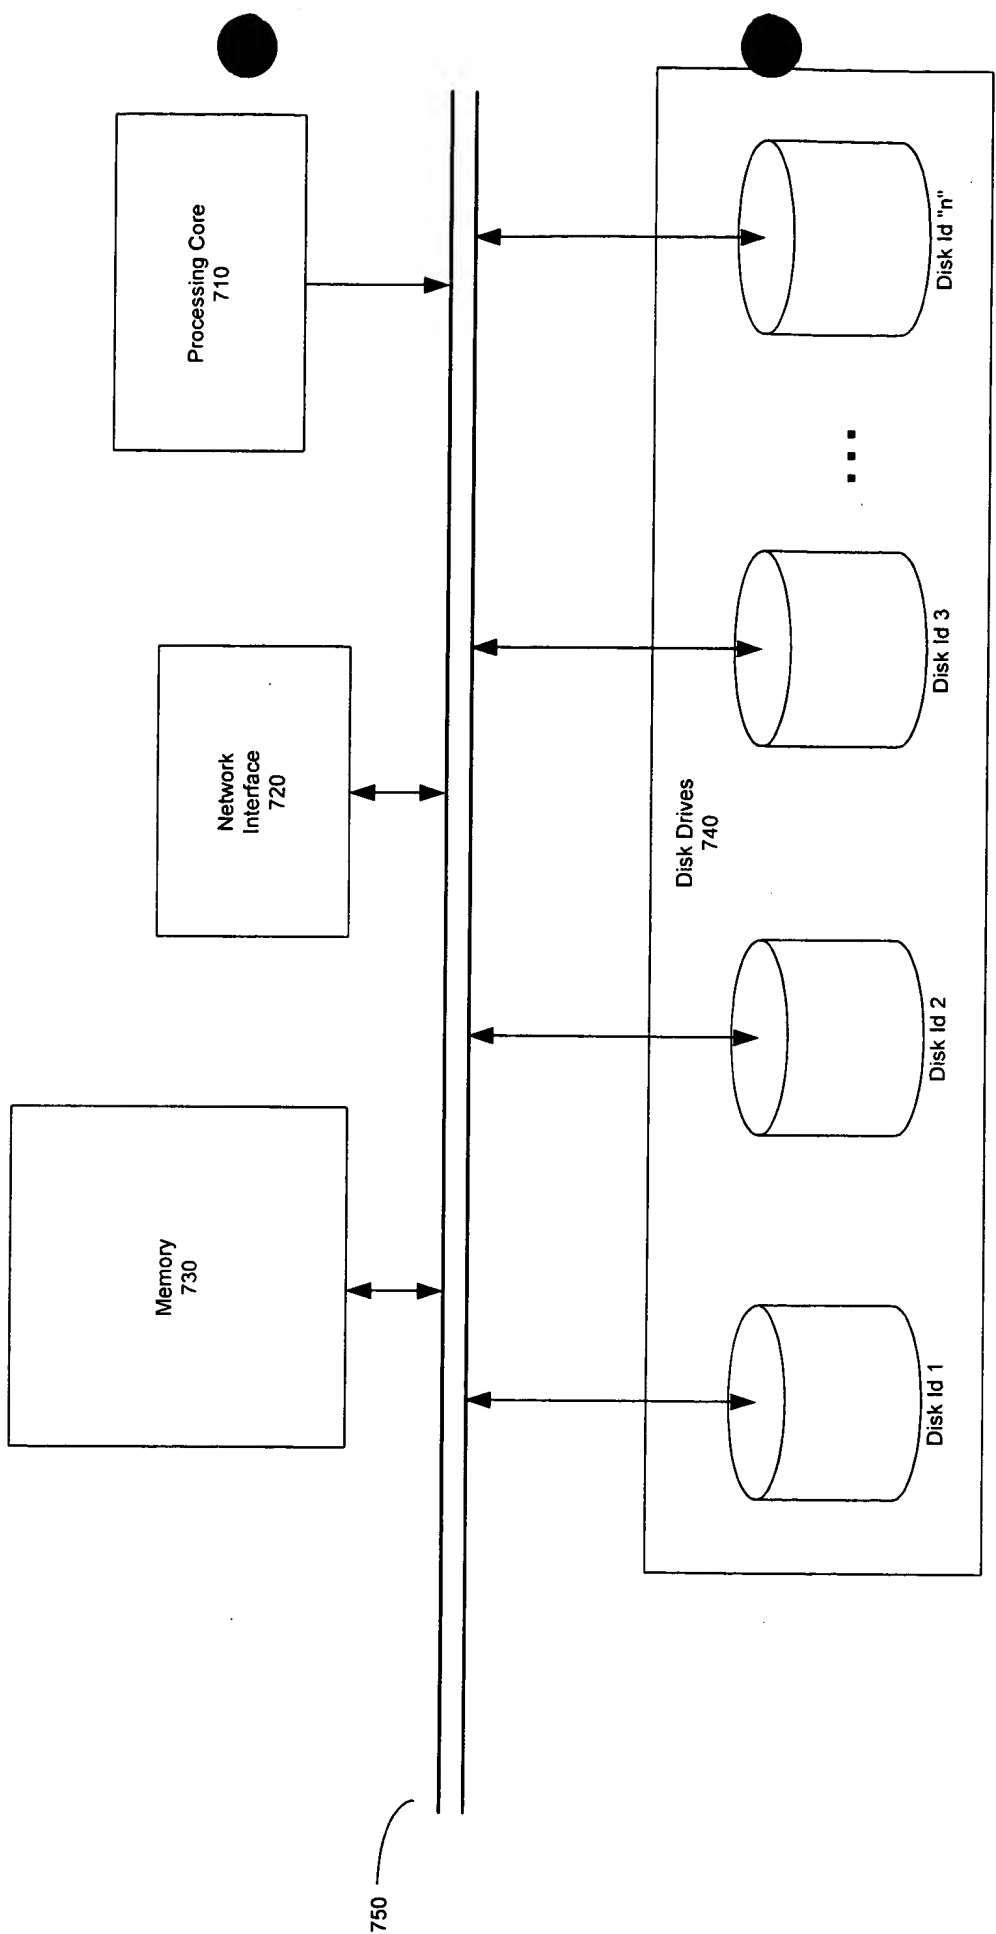 Memory
730
Network
Interface
720
Processing Core
710
750
Disk Drives
740
Disk Id 1
Disk Id 2
Disk Id 3
Disk Id "n"